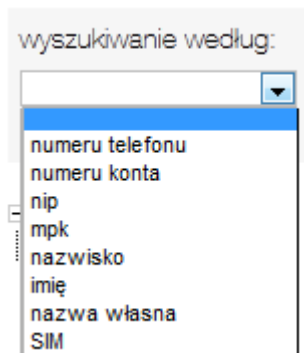 wyszukiwanie według:
numeru telefonu
numeru konta
nip
mpk
nazwisko
imię
nazwa własna
SIM